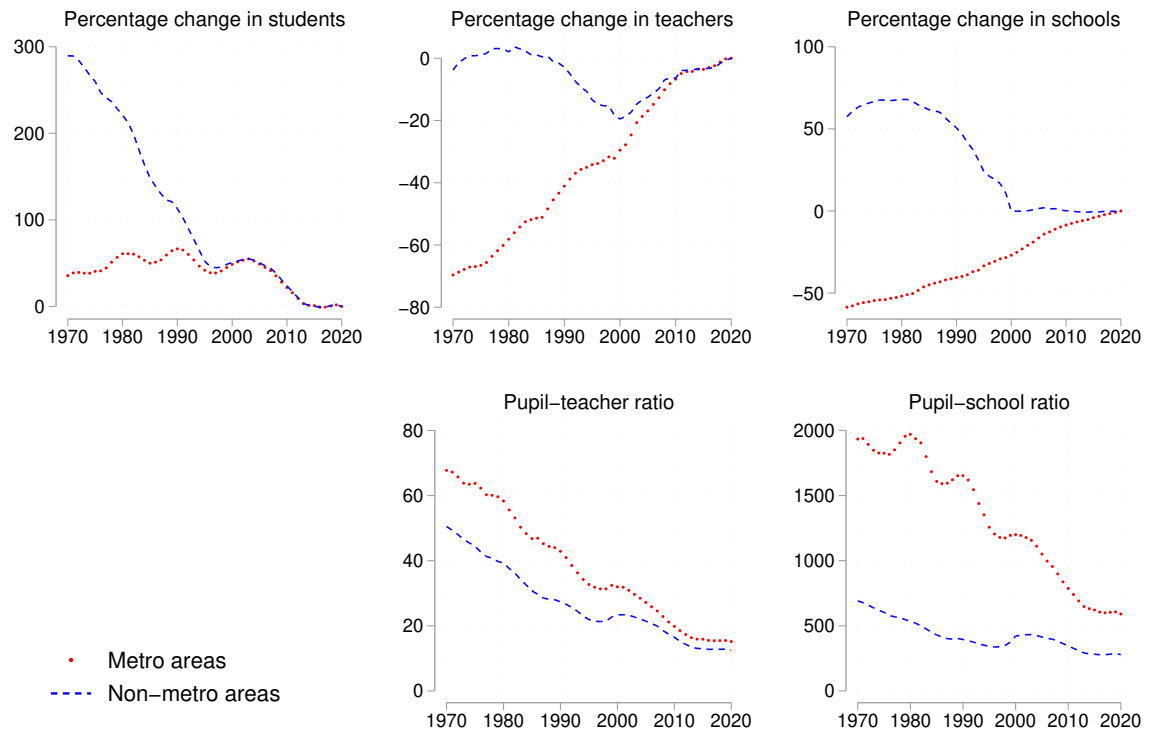 Percentage change in students
300
200
100
0
1970 1980 1990 2000 2010 2020
Percentage change in teachers
0
−20
−40
−60
−80
1970 1980 1990 2000 2010 2020
Percentage change in schools
100
50
0
−50
1970 1980 1990 2000 2010 2020
Pupil−teacher ratio
80
60
40
20
0
1970 1980 1990 2000 2010 2020
Pupil−school ratio
2000
1500
1000
500
0
1970 1980 1990 2000 2010 2020
Metro areas
Non−metro areas